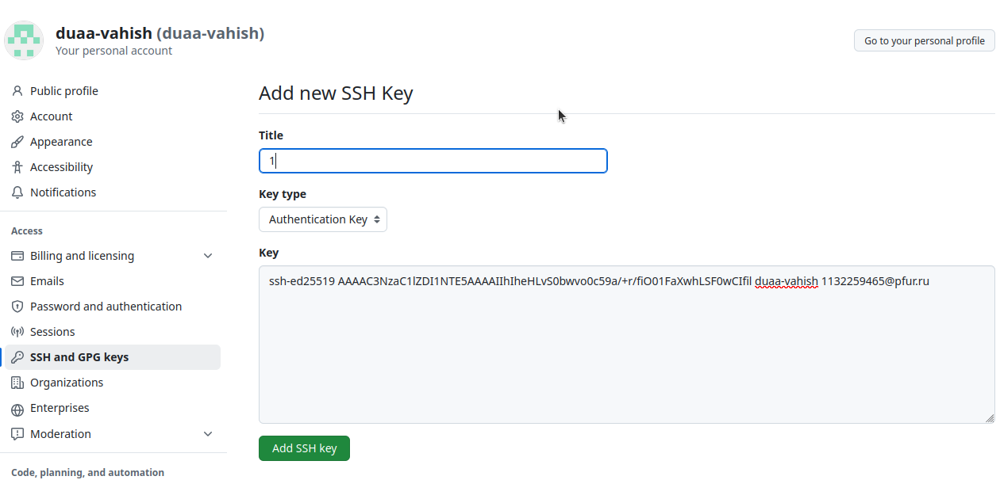 duaa-vahish (duaa-vahish)
Your personal account
Go to your personal profile
Public profile
Account
Appearance
Accessibility
Notifications
Access
Billing and licensing
Emails
Password and authentication
Sessions
SSH and GPG keys
Organizations
Enterprises
Moderation
Code, planning, and automation
Add new SSH Key
Title
1
Key type
Authentication Key
Key
ssh-ed25519 AAAAC3NzaC1lZDI1NTE5AAAAIIhIheHLvS0bwvo0c59a/+r/fiO01FaXwhLSF0wCIfil duaa-vahish 1132259465@pfur.ru
Add SSH key